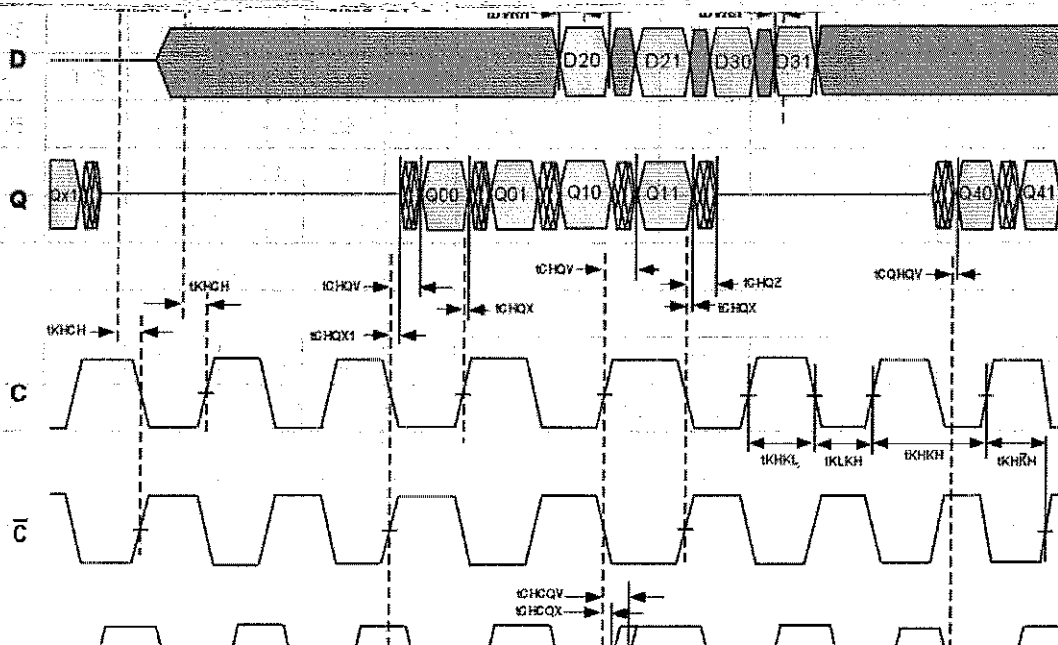 D
D20 D21 D30 D31
Q
Qx1 Q00 Q01 Q10 Q11 Q40 Q41
tKHCH tCHQV tCHQV tCHQZ tCQHQV
tKHCH tCHQX1 tCHQX tCHQX
C
tKHKL tKLKH tKHKH tKHK̅H
C̅
tCHCQV
tCHCQX